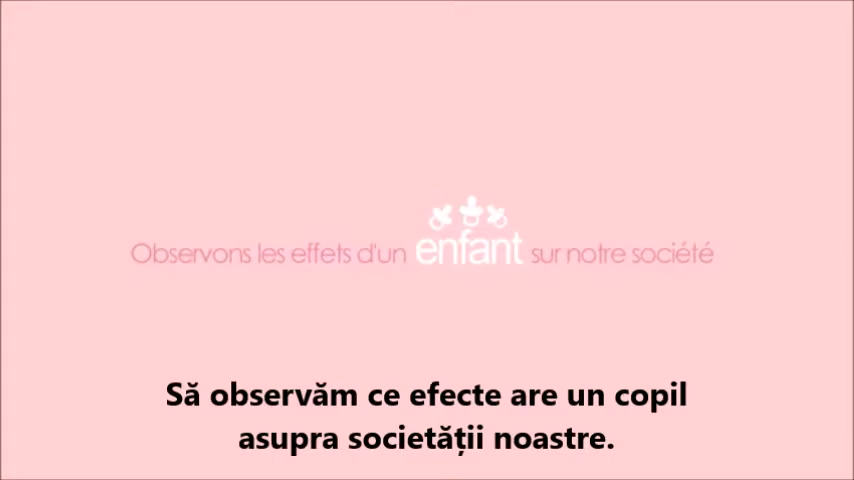 Observons les effets d'un enfant sur notre société
Să observăm ce efecte are un copil
asupra societății noastre.